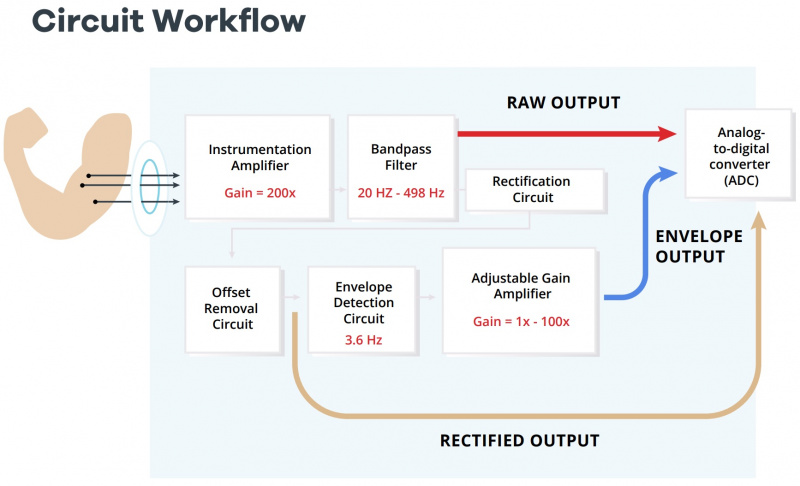 Circuit Workflow
RAW OUTPUT
Instrumentation
Amplifier
Gain = 200x
Bandpass
Filter
20 HZ - 498 Hz
Analog-
to-digital
converter
(ADC)
Rectification
Circuit
ENVELOPE
OUTPUT
Offset
Removal
Circuit
Envelope
Detection
Circuit
3.6 Hz
Adjustable Gain
Amplifier
Gain = 1x - 100x
RECTIFIED OUTPUT